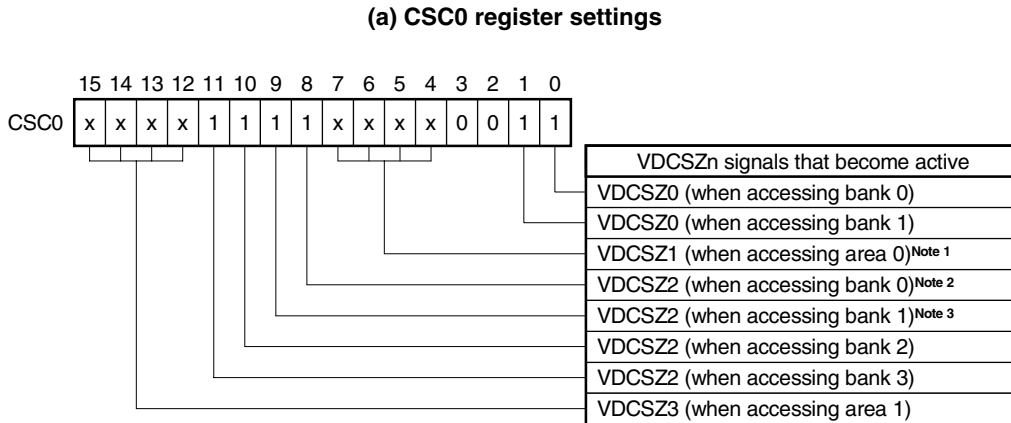 (a) CSC0 register settings
15 14 13 12 11 10 9 8 7 6 5 4 3 2 1 0
CSC0 x x x x 1 1 1 1 x x x x 0 0 1 1
VDCSZn signals that become active
VDCSZ0 (when accessing bank 0)
VDCSZ0 (when accessing bank 1)
VDCSZ1 (when accessing area 0)Note 1
VDCSZ2 (when accessing bank 0)Note 2
VDCSZ2 (when accessing bank 1)Note 3
VDCSZ2 (when accessing bank 2)
VDCSZ2 (when accessing bank 3)
VDCSZ3 (when accessing area 1)